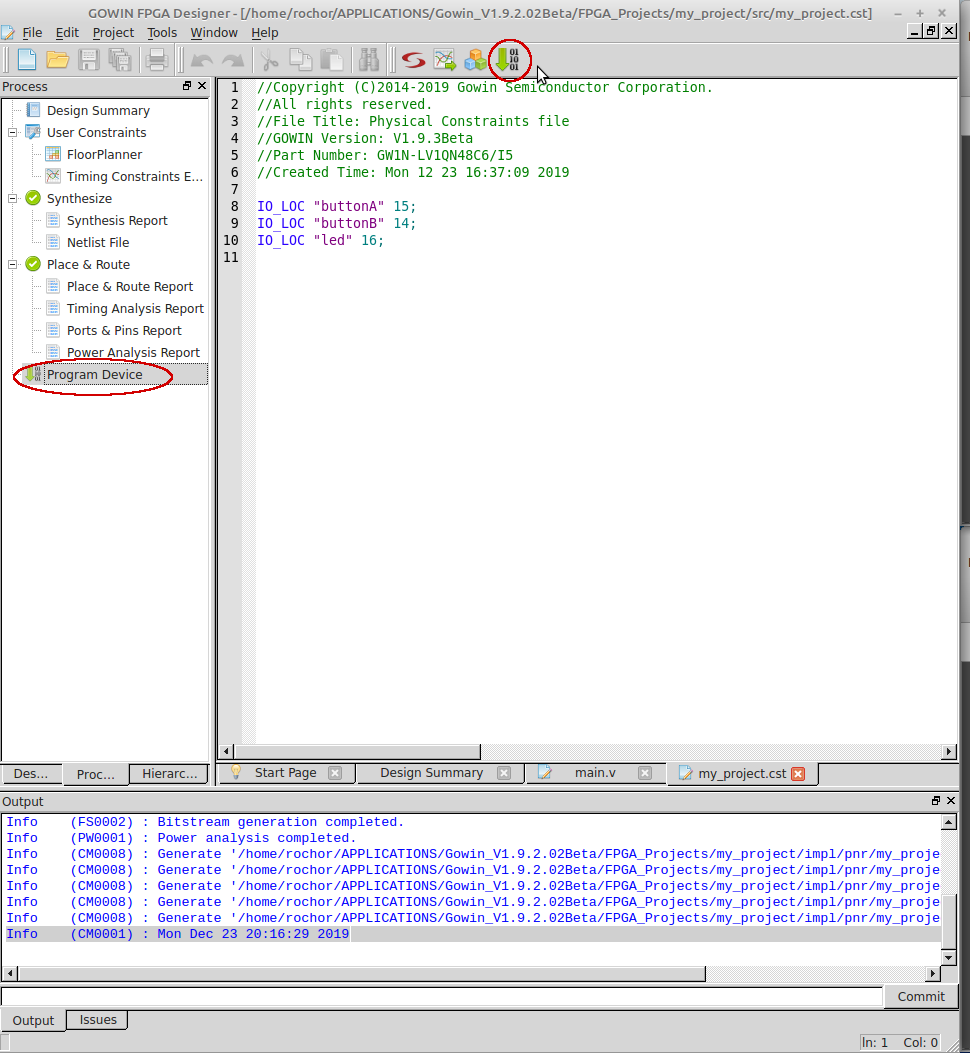 GOWIN FPGA Designer - [/home/rochor/APPLICATIONS/Gowin_V1.9.2.02Beta/FPGA_Projects/my_project/src/my_project.cst]
File Edit Project Tools Window Help
01
10
01
Process
Design Summary
User Constraints
FloorPlanner
Timing Constraints E...
Synthesize
Synthesis Report
Netlist File
Place & Route
Place & Route Report
Timing Analysis Report
Ports & Pins Report
Power Analysis Report
Program Device
Des... Proc... Hierarc...
1 //Copyright (C)2014-2019 Gowin Semiconductor Corporation.
2 //All rights reserved.
3 //File Title: Physical Constraints file
4 //GOWIN Version: V1.9.3Beta
5 //Part Number: GW1N-LV1QN48C6/I5
6 //Created Time: Mon 12 23 16:37:09 2019
7
8 IO_LOC "buttonA" 15;
9 IO_LOC "buttonB" 14;
10 IO_LOC "led" 16;
11
Start Page Design Summary main.v my_project.cst
Output
Info (FS0002) : Bitstream generation completed.
Info (PW0001) : Power analysis completed.
Info (CM0008) : Generate '/home/rochor/APPLICATIONS/Gowin_V1.9.2.02Beta/FPGA_Projects/my_project/impl/pnr/my_proje
Info (CM0008) : Generate '/home/rochor/APPLICATIONS/Gowin_V1.9.2.02Beta/FPGA_Projects/my_project/impl/pnr/my_proje
Info (CM0008) : Generate '/home/rochor/APPLICATIONS/Gowin_V1.9.2.02Beta/FPGA_Projects/my_project/impl/pnr/my_proje
Info (CM0008) : Generate '/home/rochor/APPLICATIONS/Gowin_V1.9.2.02Beta/FPGA_Projects/my_project/impl/pnr/my_proje
Info (CM0008) : Generate '/home/rochor/APPLICATIONS/Gowin_V1.9.2.02Beta/FPGA_Projects/my_project/impl/pnr/my_proje
Info (CM0001) : Mon Dec 23 20:16:29 2019
Commit
Output Issues
ln: 1 Col: 0